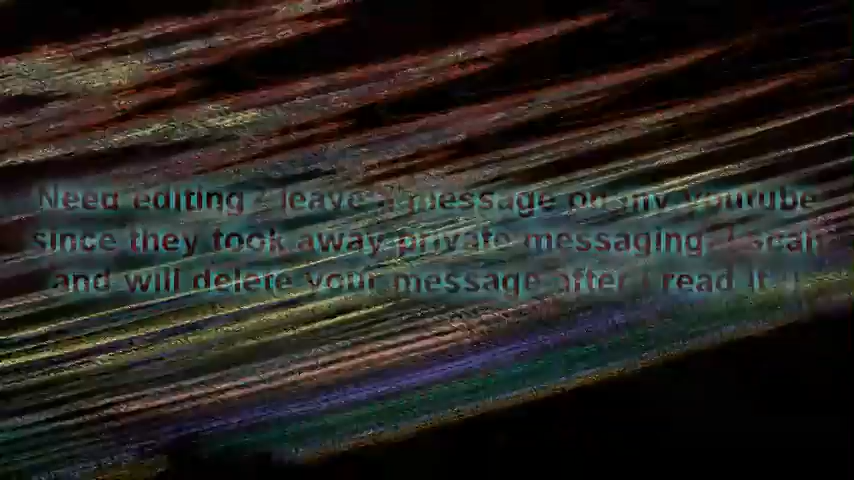 Need editing ? leave a message on my youtube
since they took away private messaging. I scan
and will delete your message after I read it